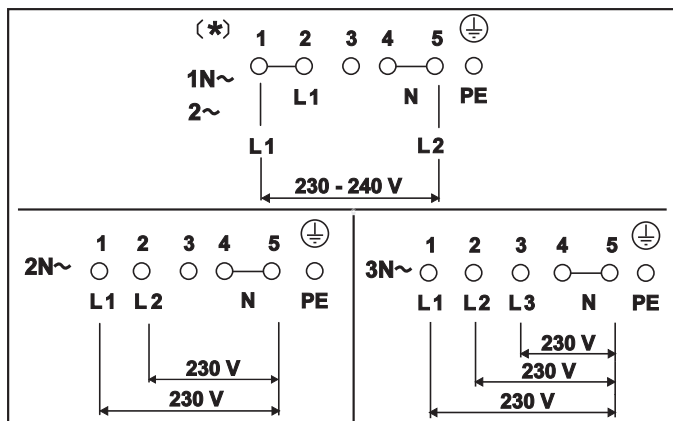 (*) 1 2 3 4 5
1N~ L1 N PE
2~
L1 L2
230 - 240 V
1 2 3 4 5
2N~
L1 L2 N PE
230 V
230 V
1 2 3 4 5
3N~
L1 L2 L3 N PE
230 V
230 V
230 V